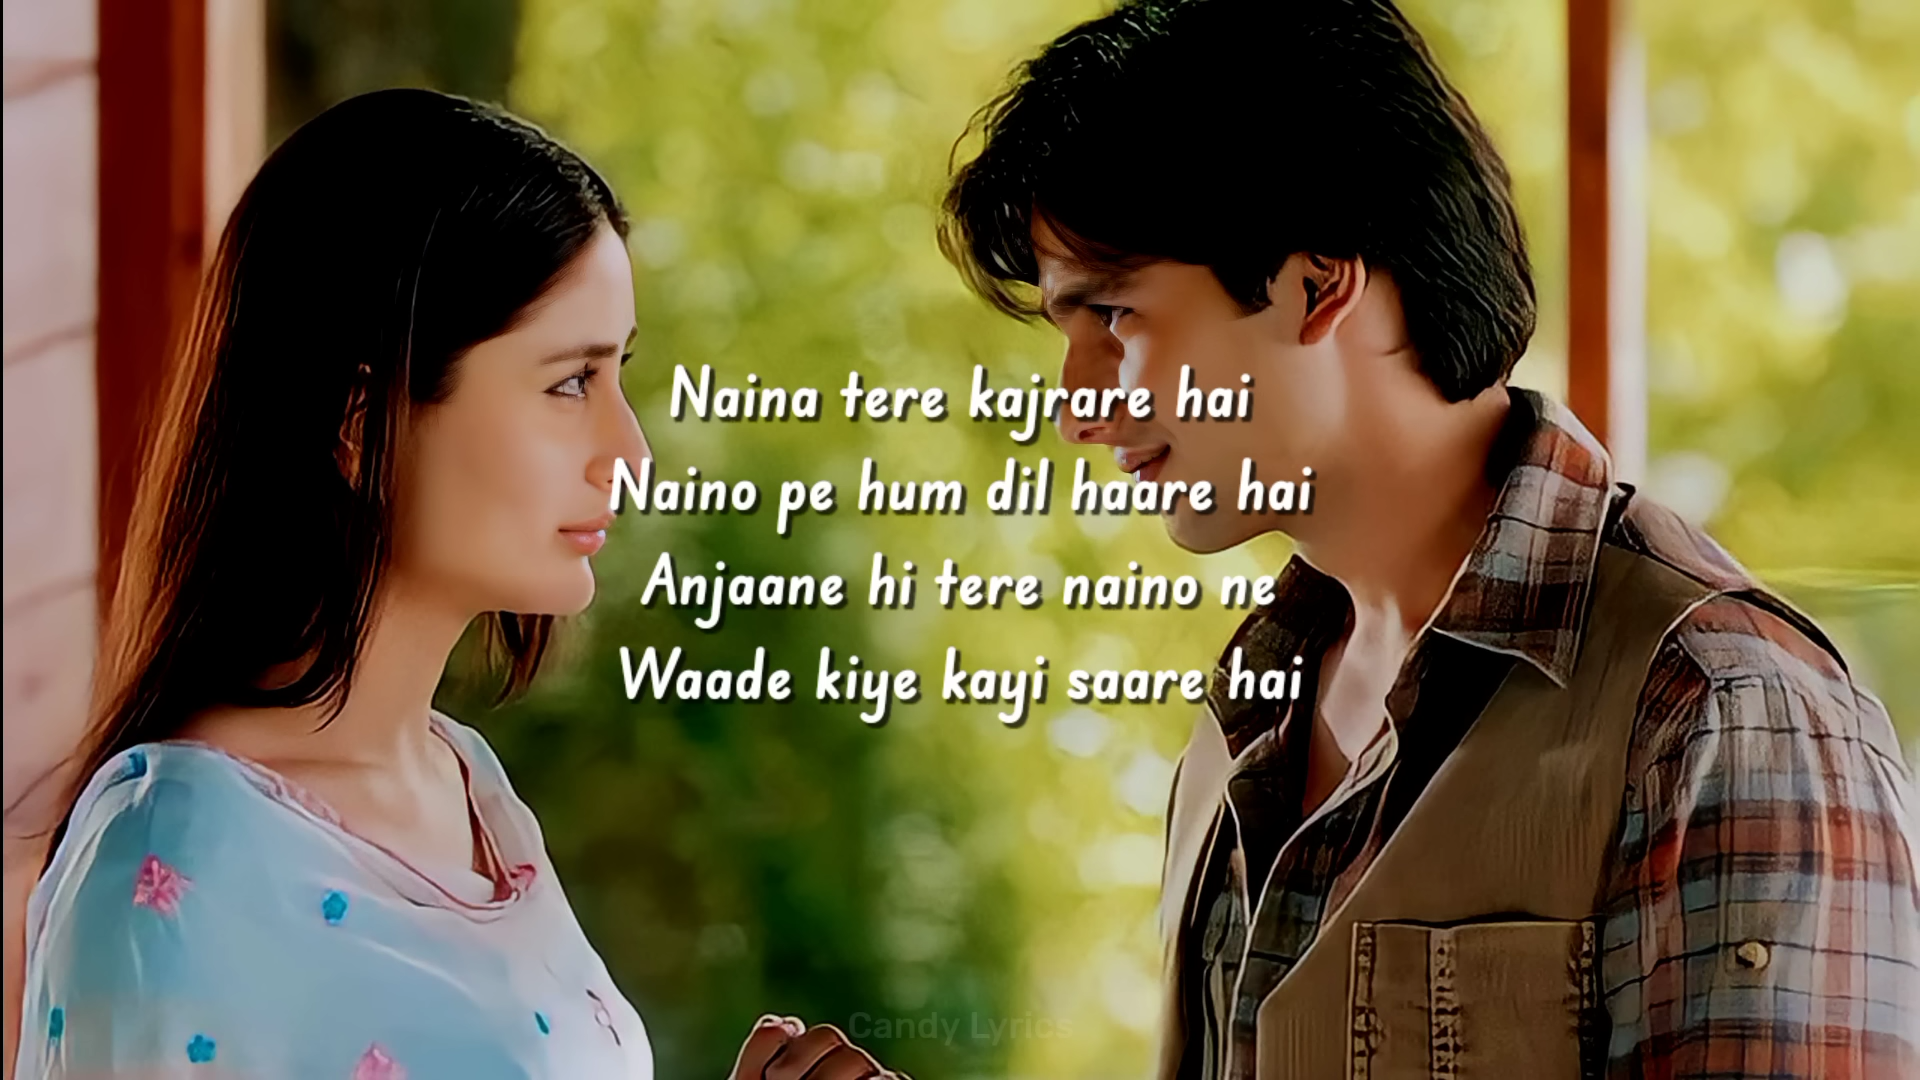 Naina tere kajrare hai
Naino pe hum dil haare hai
Anjaane hi tere naino ne
Waade kiye kayi saare hai
Candy Lyrics